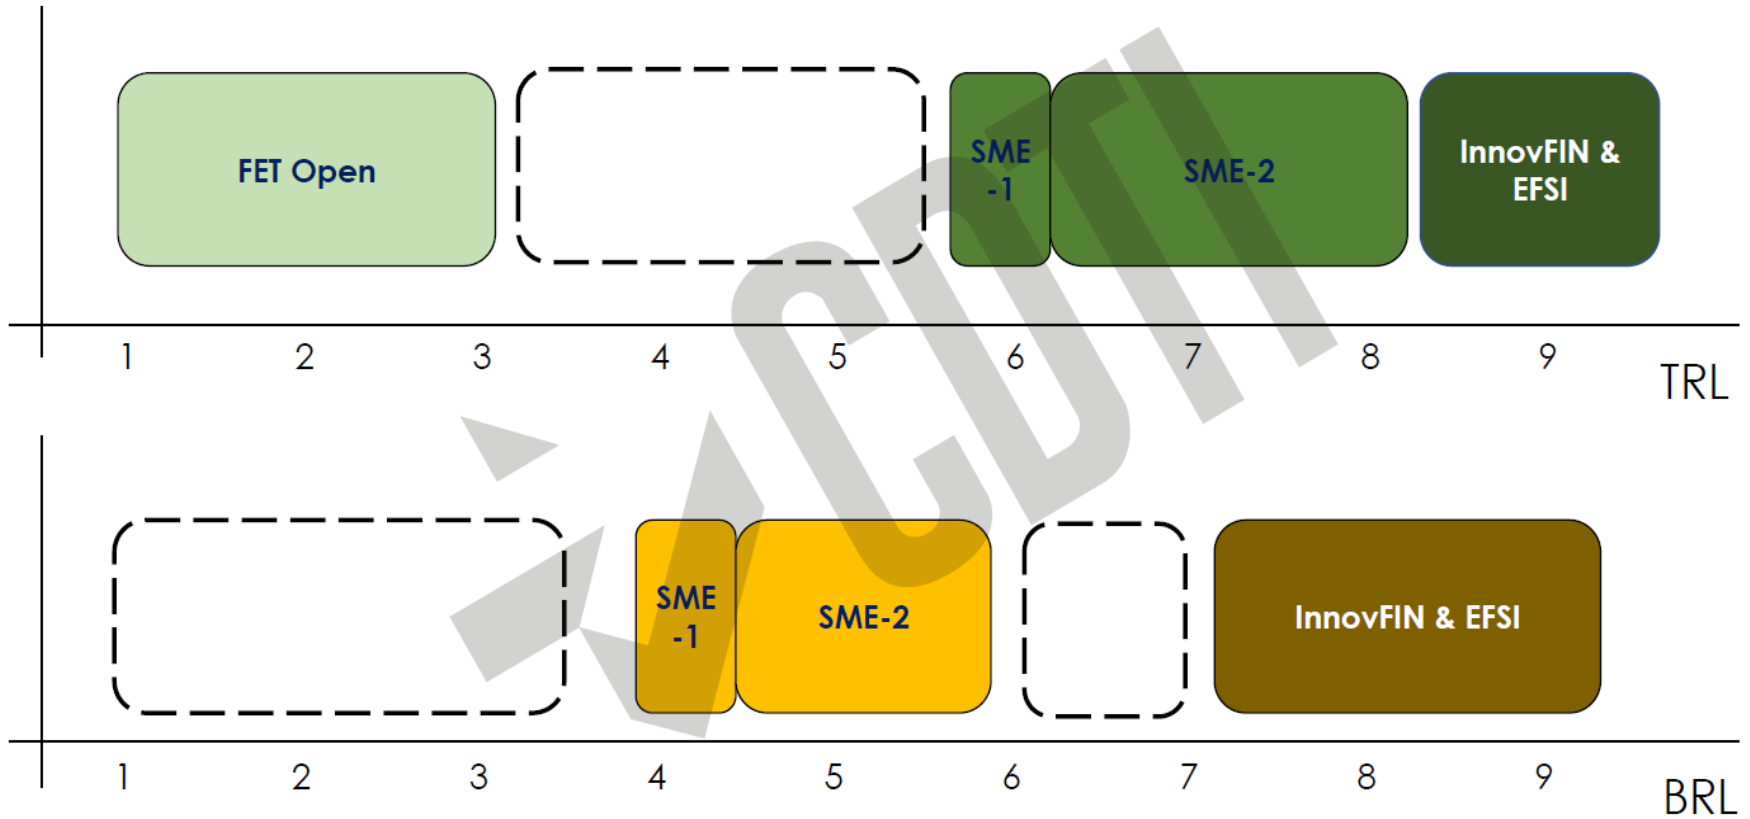 FET Open
SME
-1
SME-2
InnovFIN &
EFSI
1 2 3 4 5 6 7 8 9
TRL
CDTI
SME
-1
SME-2
InnovFIN & EFSI
1 2 3 4 5 6 7 8 9
BRL